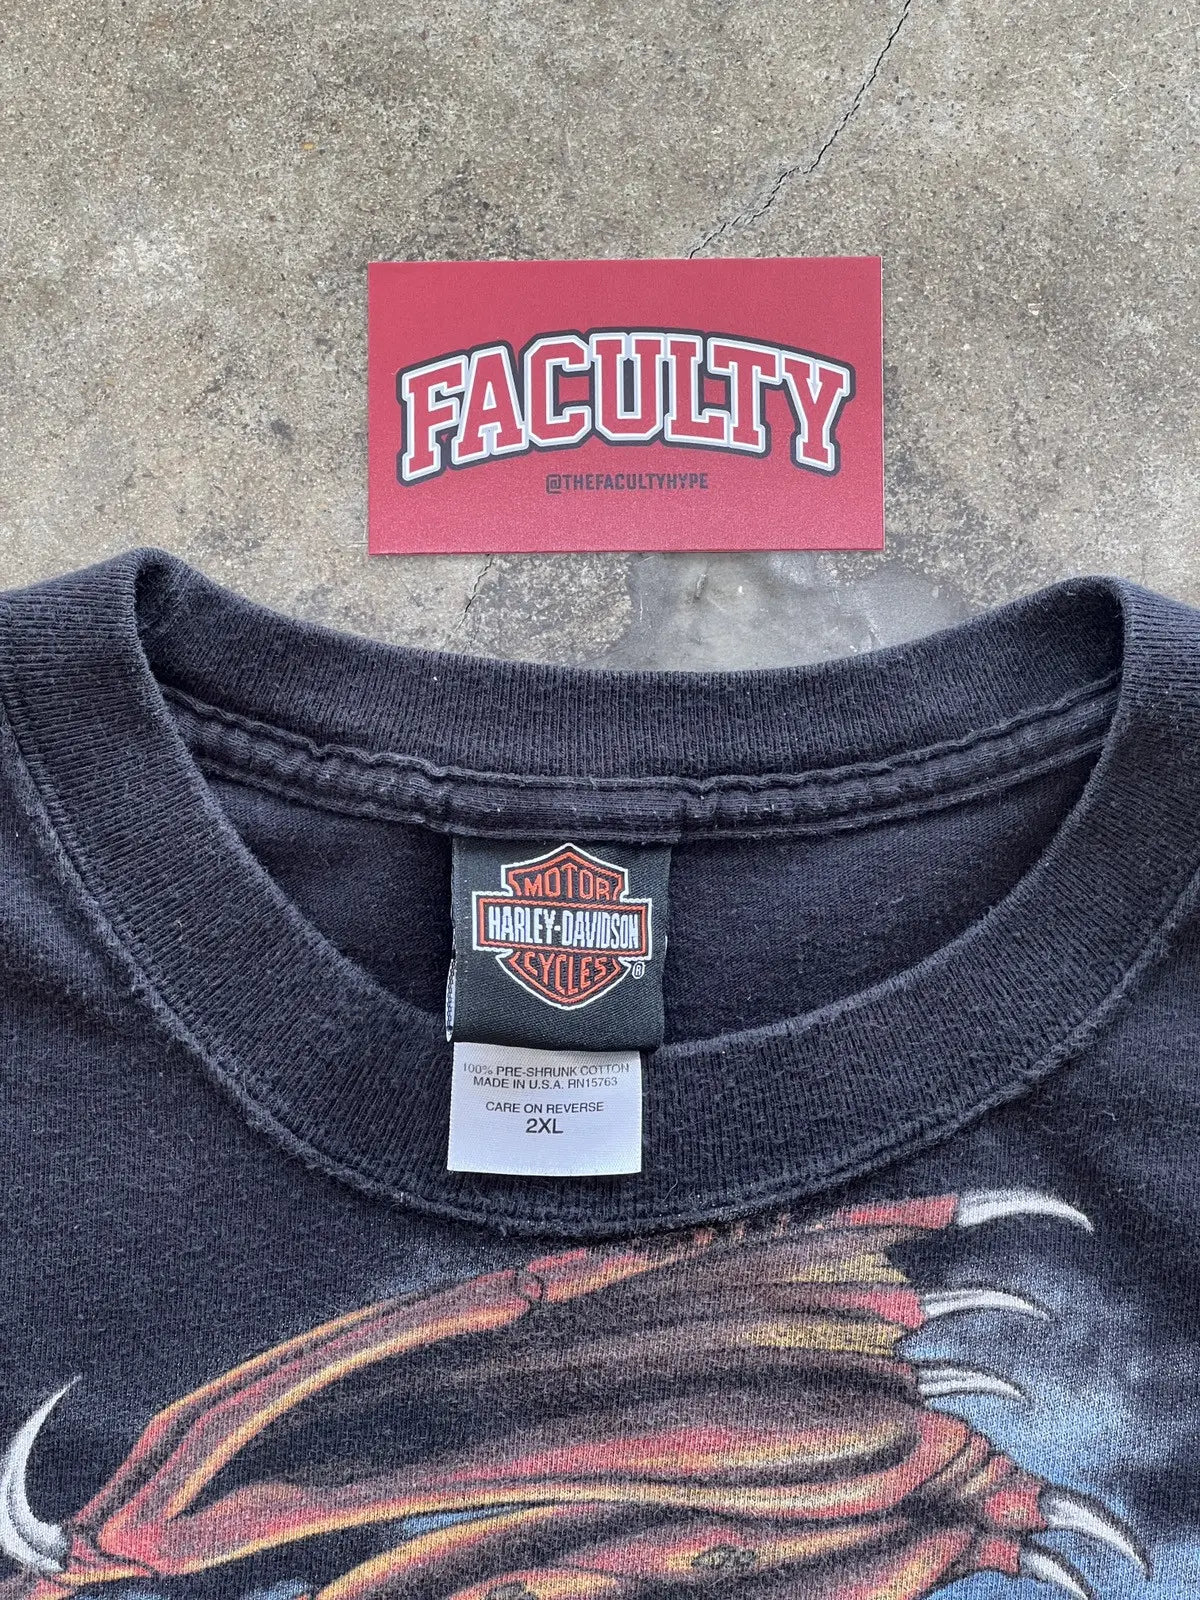 FACULTY
@THEFACULTYHYPE
MOTOR
HARLEY-DAVIDSON
CYCLES ®
100% PRE-SHRUNK COTTON
MADE IN U.S.A. RN15763
CARE ON REVERSE
2XL